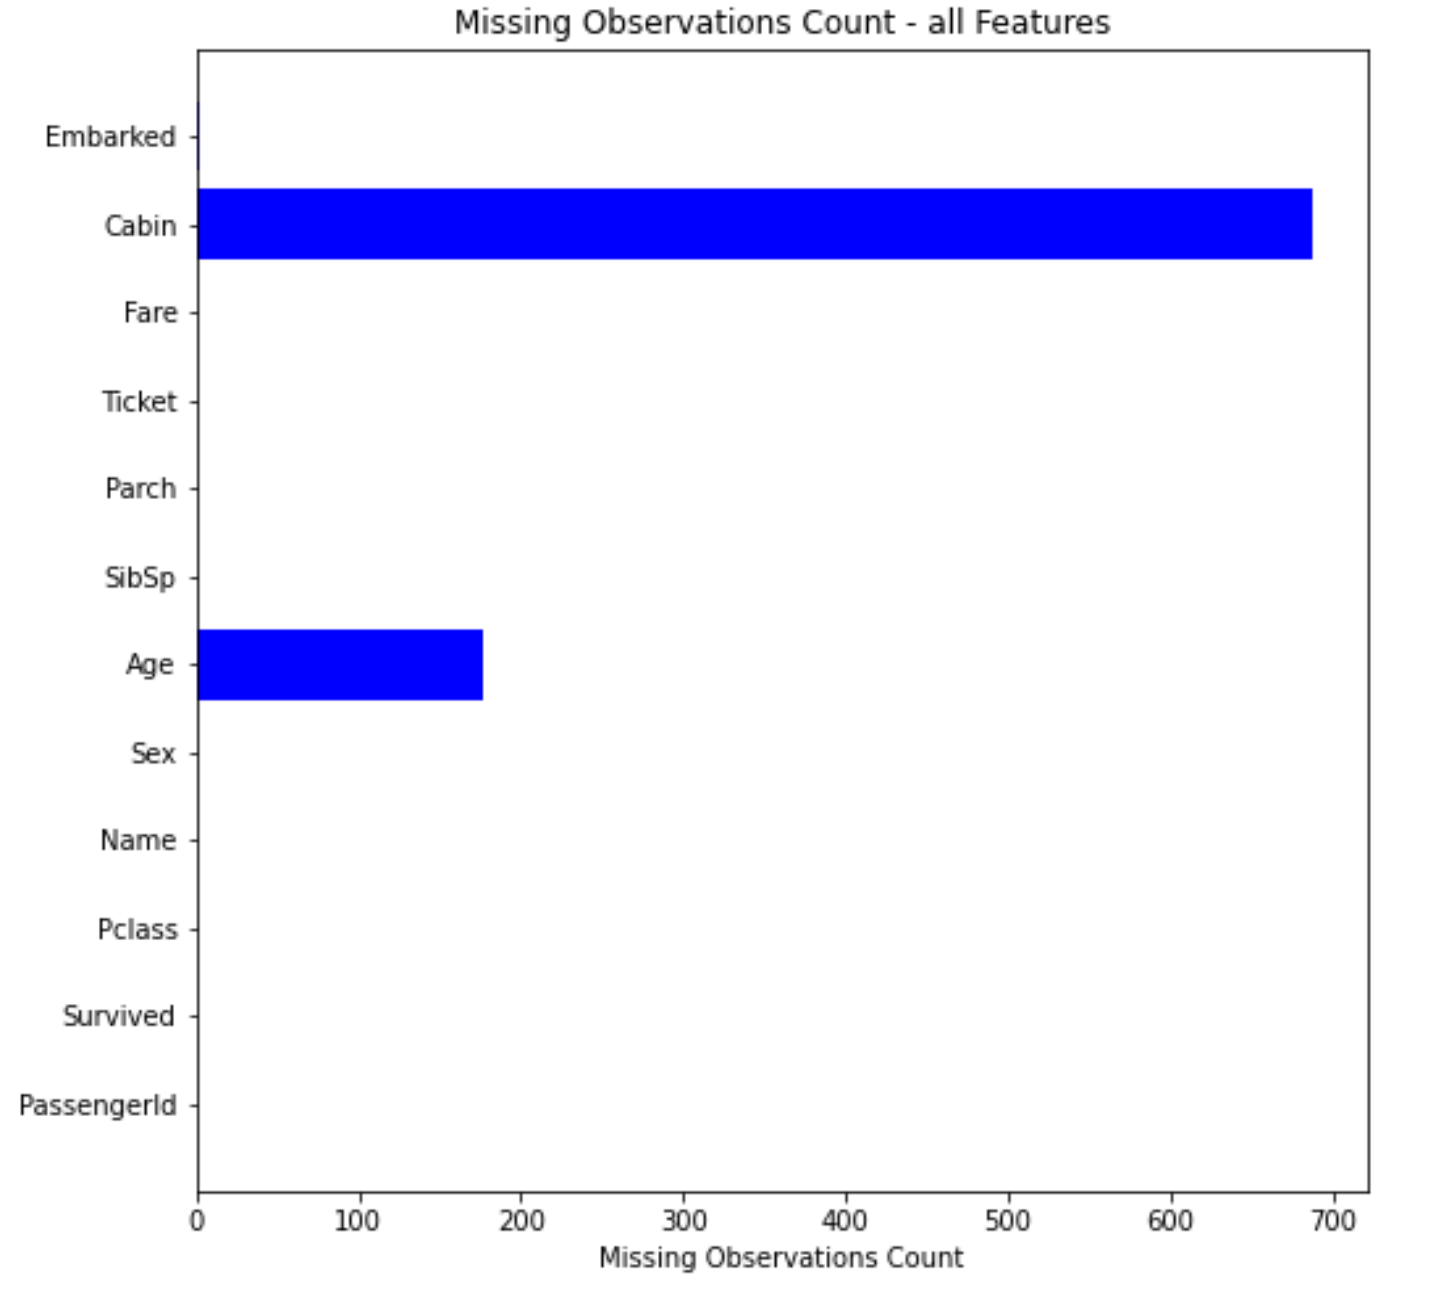 Missing Observations Count - all Features
Embarked
Cabin
Fare
Ticket
Parch
SibSp
Age
Sex
Name
Pclass
Survived
PassengerId
0 100 200 300 400 500 600 700
Missing Observations Count